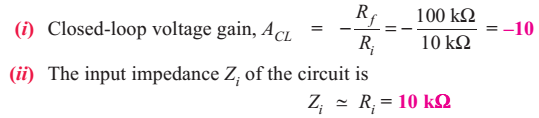 (i) Closed-loop voltage gain, A_CL = −R_f/R_i = −100 kΩ/10 kΩ = −10
(ii) The input impedance Z_i of the circuit is
Z_i ≃ R_i = 10 kΩ